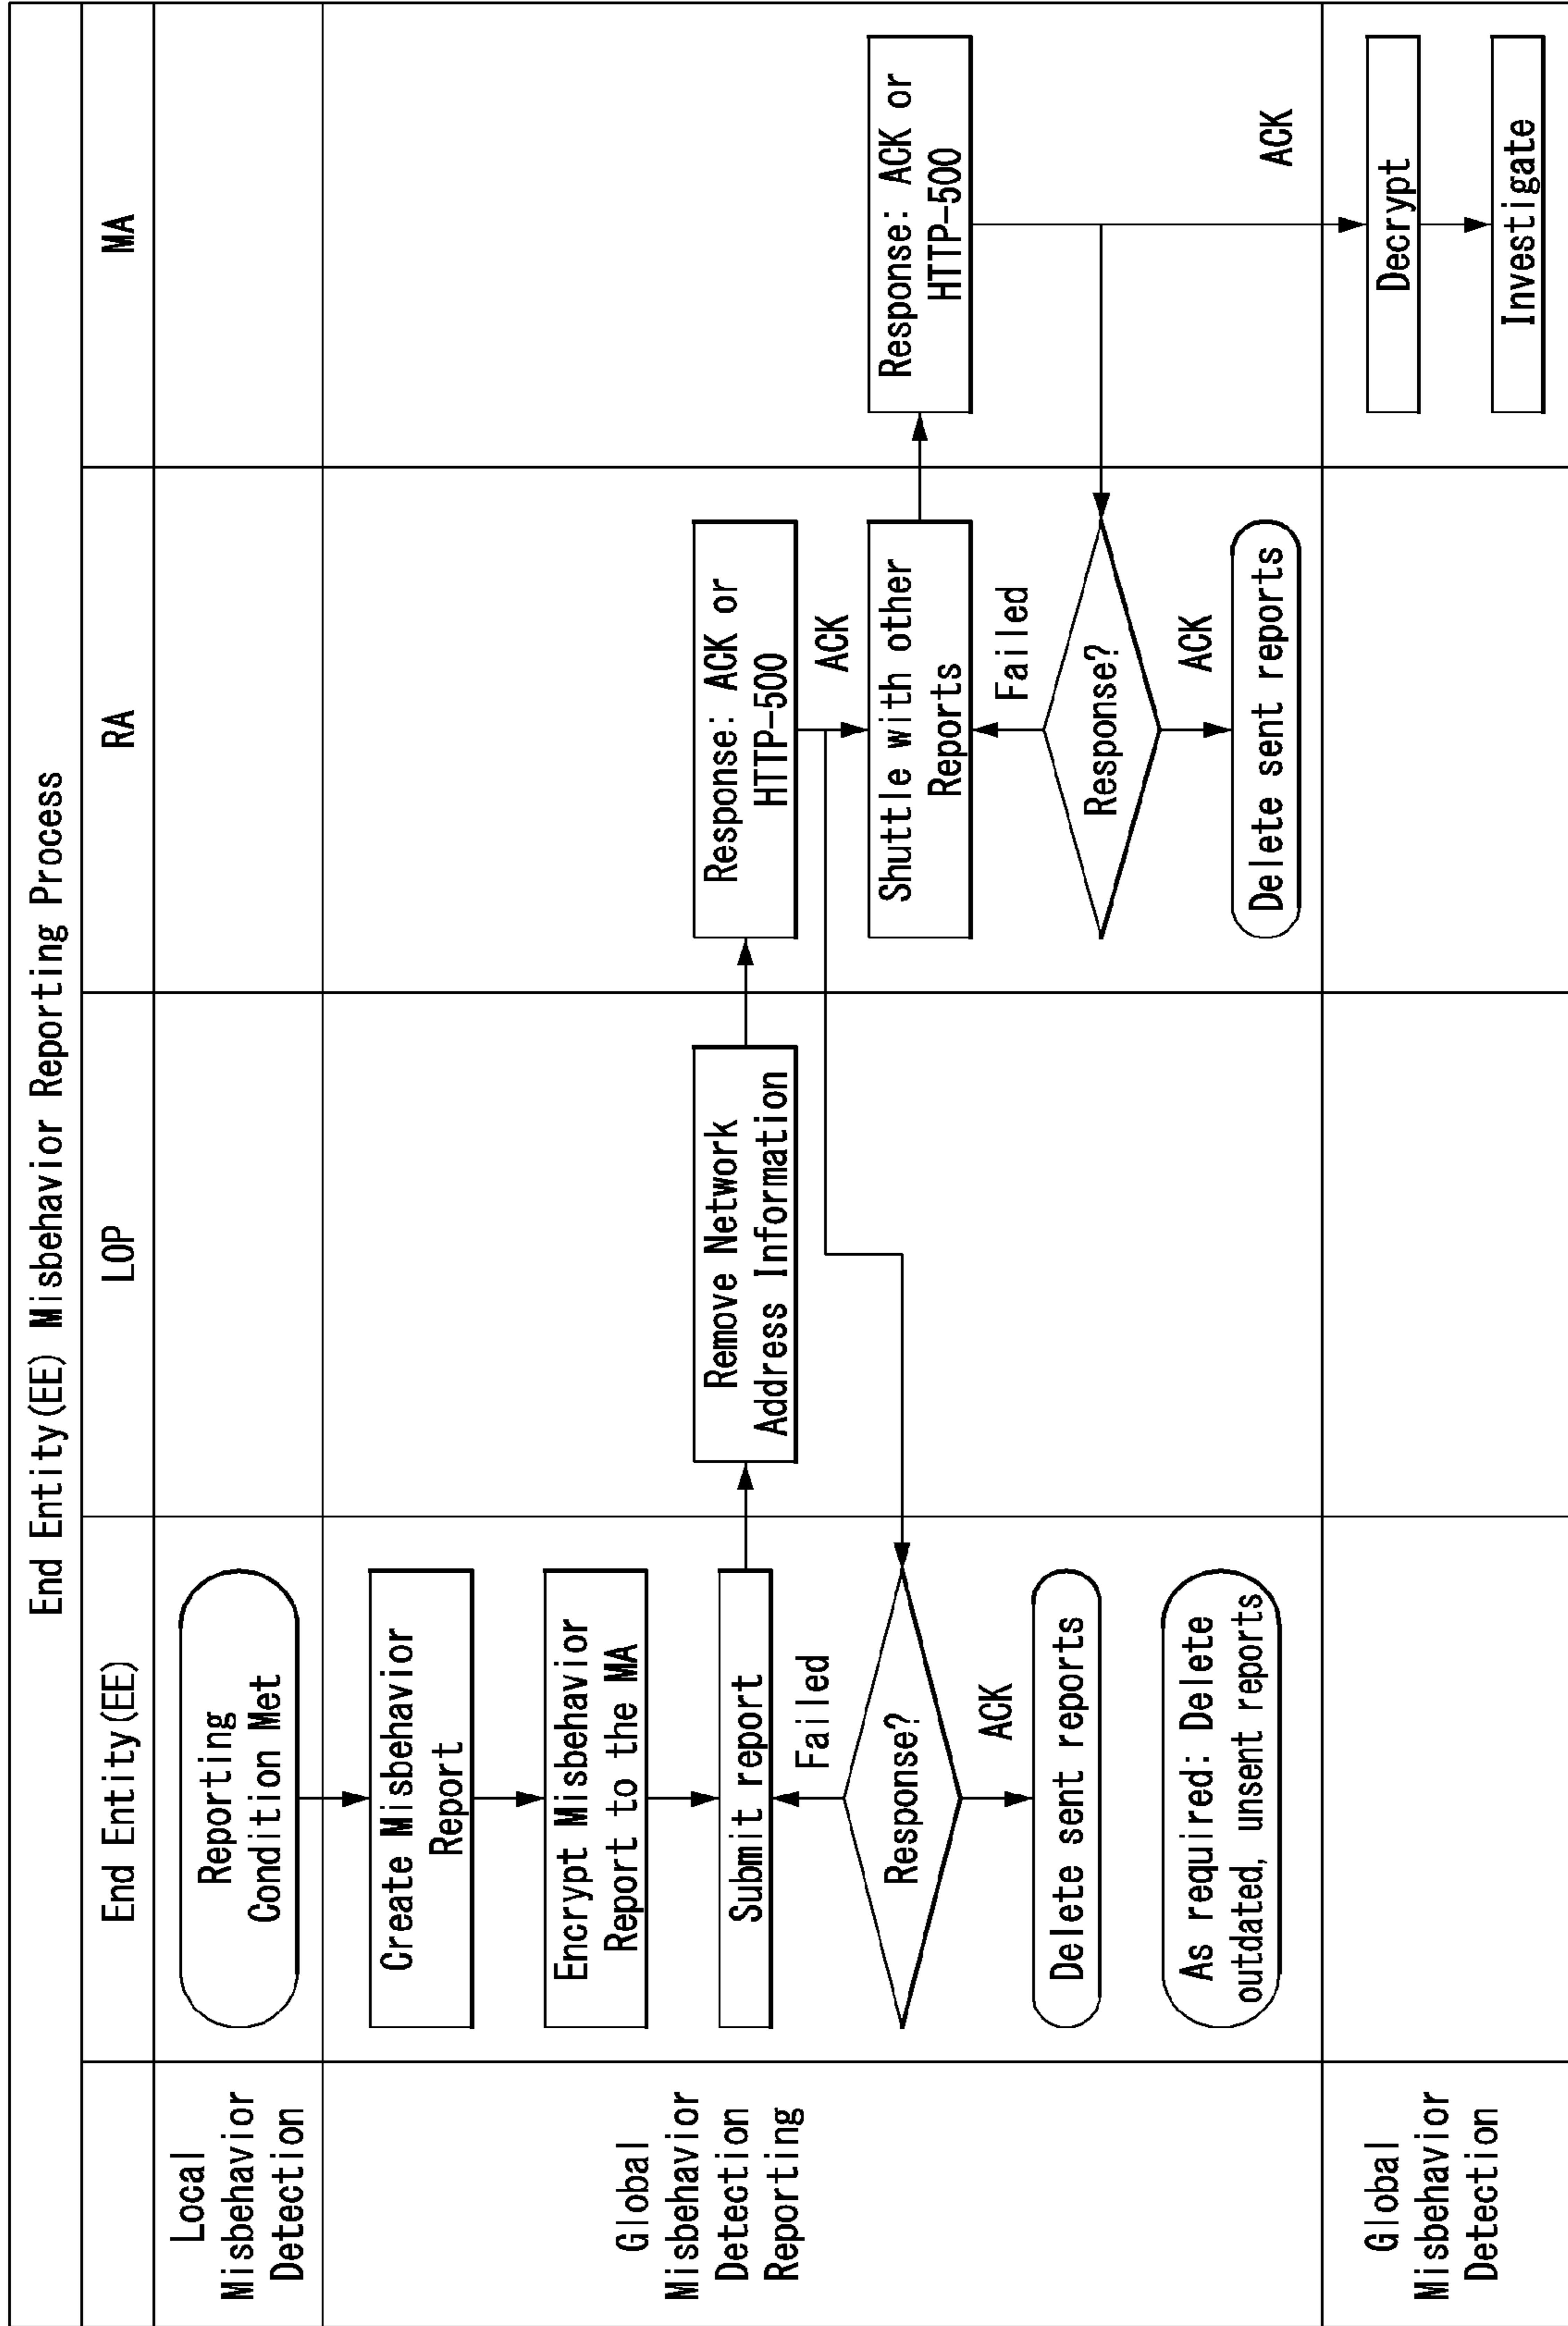 End Entity(EE) Misbehavior Reporting Process
End Entity(EE)
LOP
RA
MA
Local
Misbehavior
Detection
Reporting
Condition Met
Global
Misbehavior
Detection
Reporting
Create Misbehavior
Report
Encrypt Misbehavior
Report to the MA
Submit report
Remove Network
Address Information
Response: ACK or
HTTP-500
Failed
ACK
Response?
Shuttle with other
Reports
Response: ACK or
HTTP-500
ACK
Failed
Delete sent reports
Response?
As required: Delete
outdated, unsent reports
ACK
Delete sent reports
ACK
Global
Misbehavior
Detection
Decrypt
Investigate